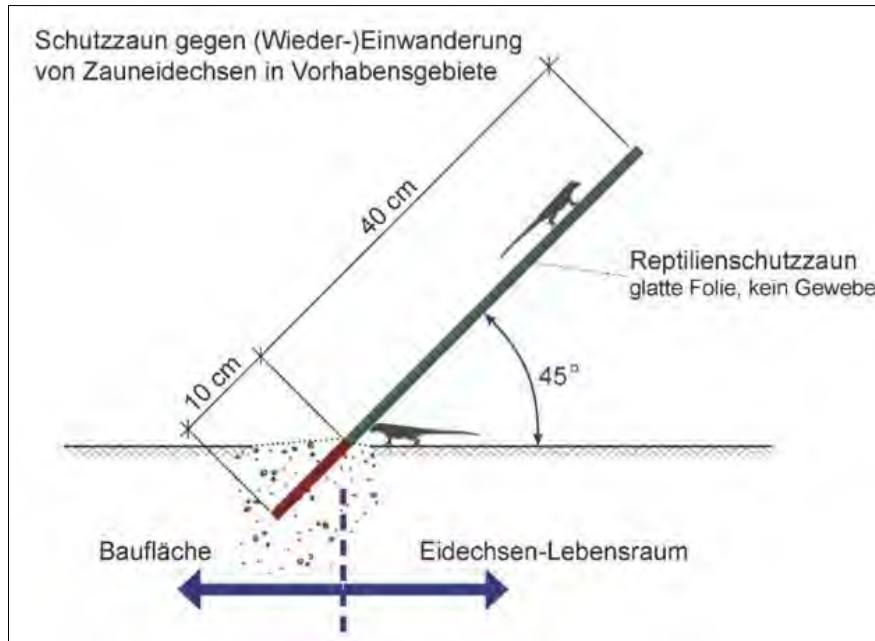 Schutzzaun gegen (Wieder-)Einwanderung
von Zauneidechsen in Vorhabensgebiete
40 cm
Reptilienschutzzaun
glatte Folie, kein Gewebe
10 cm
45°
Baufläche
Eidechsen-Lebensraum